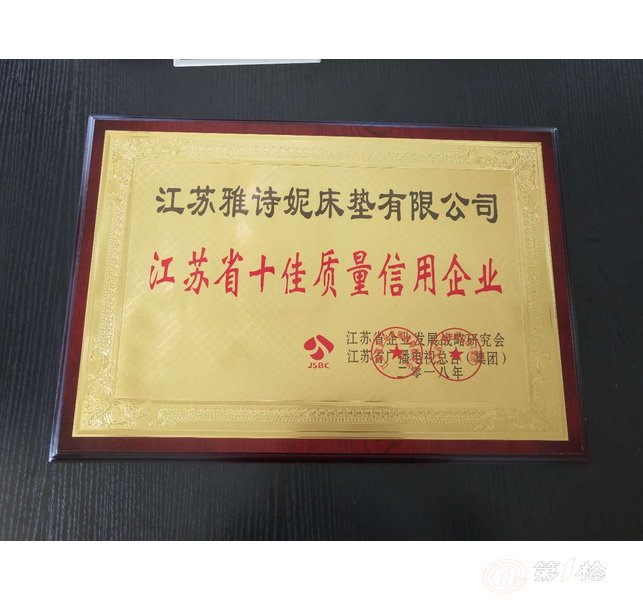 江苏雅诗妮床垫有限公司
江苏省十佳质量信用企业
JSBC
江苏省企业发展战略研究会
江苏省广播电视总台(集团)
二零一八年
第1枪